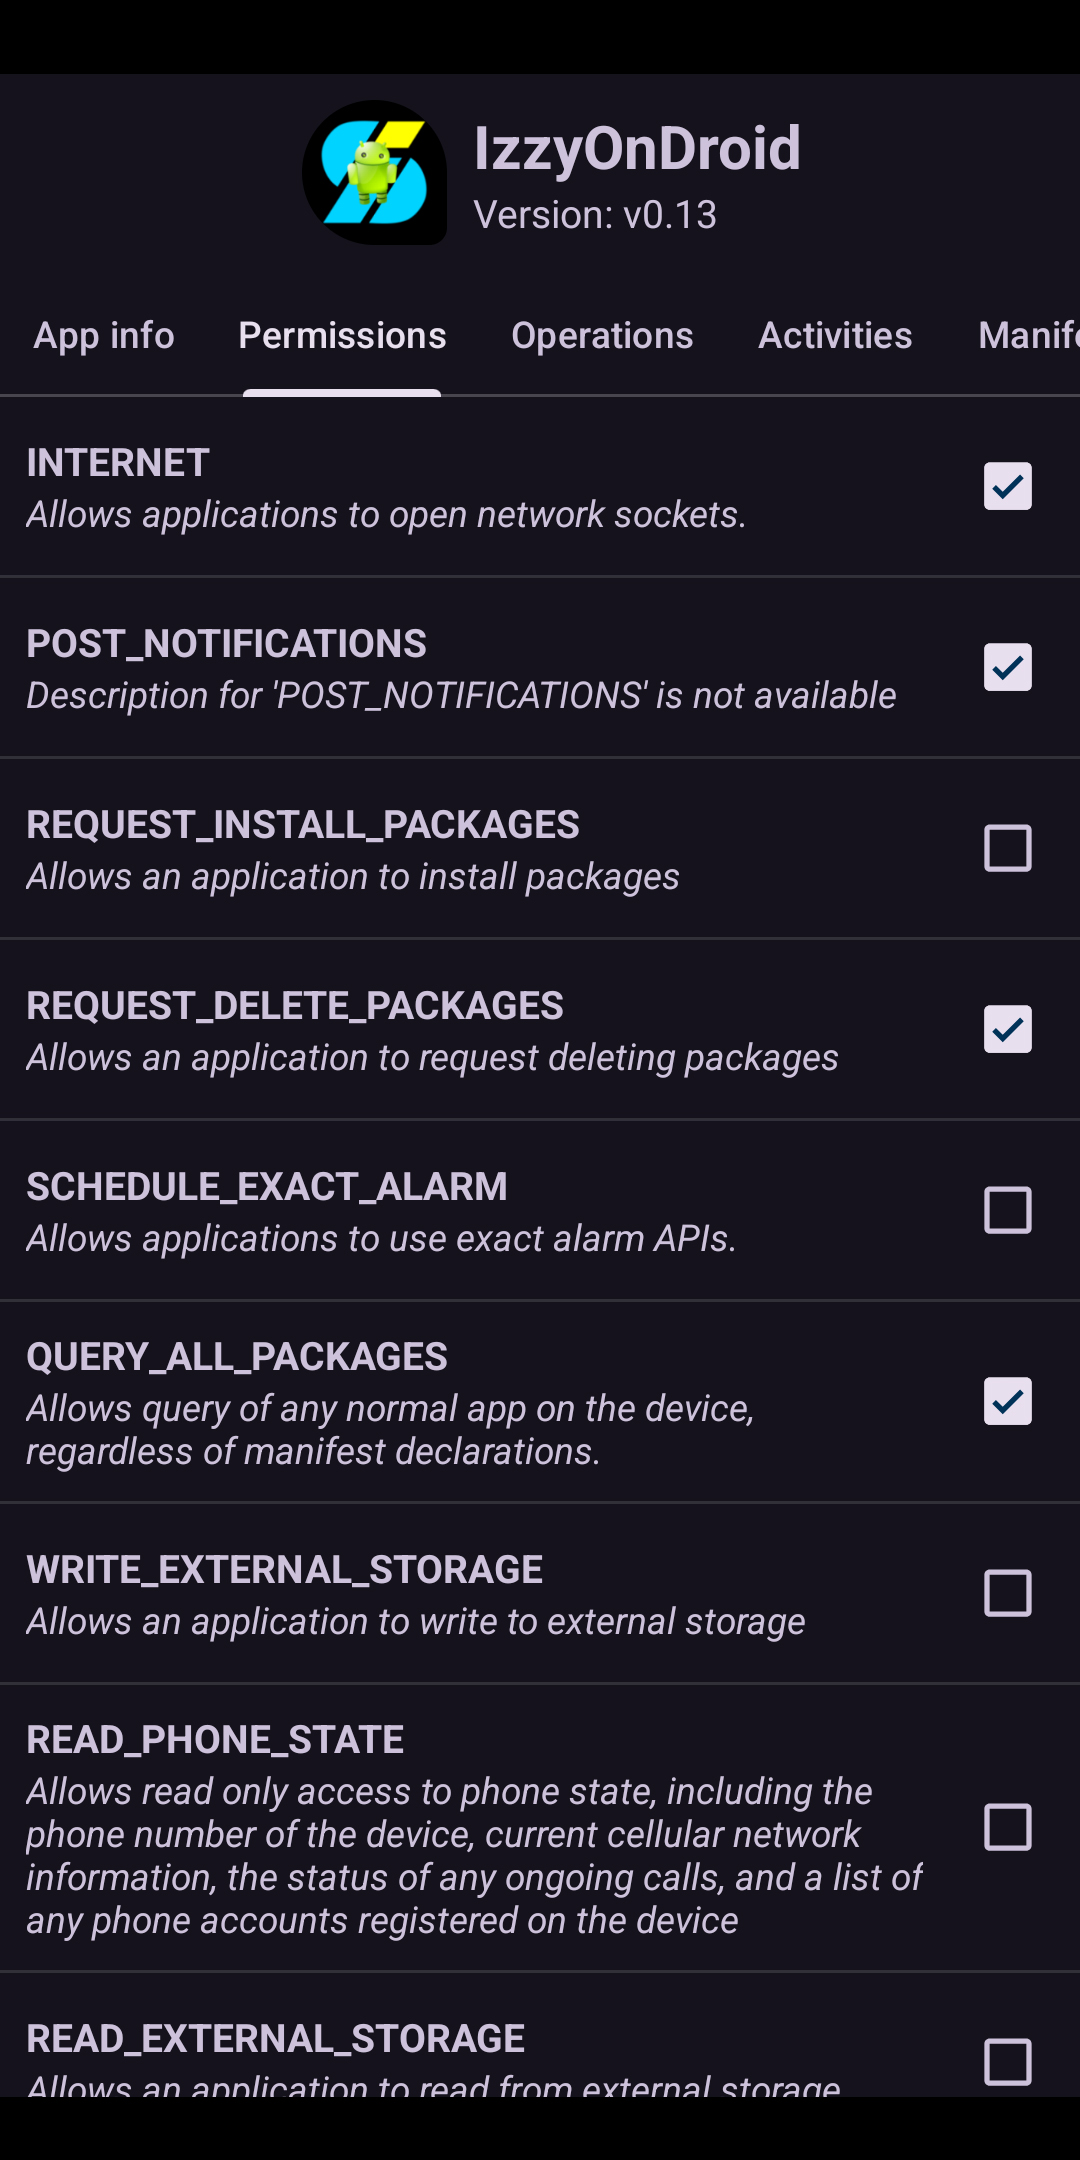 IzzyOnDroid
Version: v0.13
App info Permissions Operations Activities Manife
INTERNET
Allows applications to open network sockets.
POST_NOTIFICATIONS
Description for 'POST_NOTIFICATIONS' is not available
REQUEST_INSTALL_PACKAGES
Allows an application to install packages
REQUEST_DELETE_PACKAGES
Allows an application to request deleting packages
SCHEDULE_EXACT_ALARM
Allows applications to use exact alarm APIs.
QUERY_ALL_PACKAGES
Allows query of any normal app on the device,
regardless of manifest declarations.
WRITE_EXTERNAL_STORAGE
Allows an application to write to external storage
READ_PHONE_STATE
Allows read only access to phone state, including the
phone number of the device, current cellular network
information, the status of any ongoing calls, and a list of
any phone accounts registered on the device
READ_EXTERNAL_STORAGE
Allows an application to read from external storage